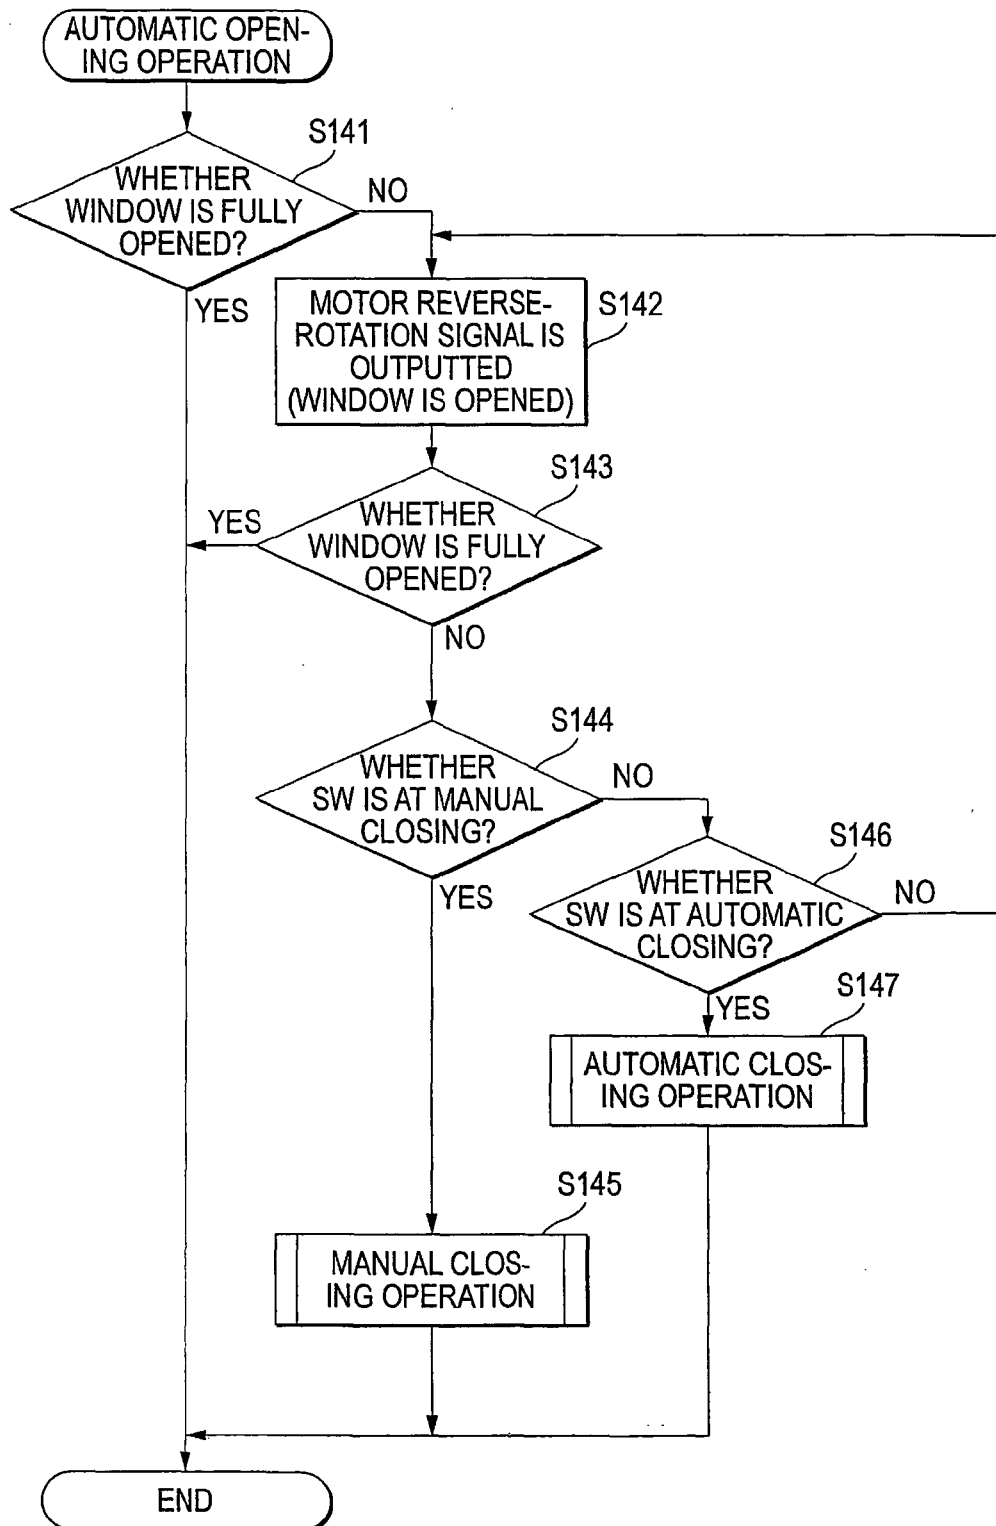 AUTOMATIC OPEN-
ING OPERATION
S141
WHETHER
WINDOW IS FULLY
OPENED?
NO
YES
MOTOR REVERSE-
ROTATION SIGNAL IS
OUTPUTTED
(WINDOW IS OPENED)
S142
S143
WHETHER
WINDOW IS FULLY
OPENED?
YES
NO
S144
WHETHER
SW IS AT MANUAL
CLOSING?
NO
YES
S146
WHETHER
SW IS AT AUTOMATIC
CLOSING?
NO
YES
S147
AUTOMATIC CLOS-
ING OPERATION
S145
MANUAL CLOS-
ING OPERATION
END